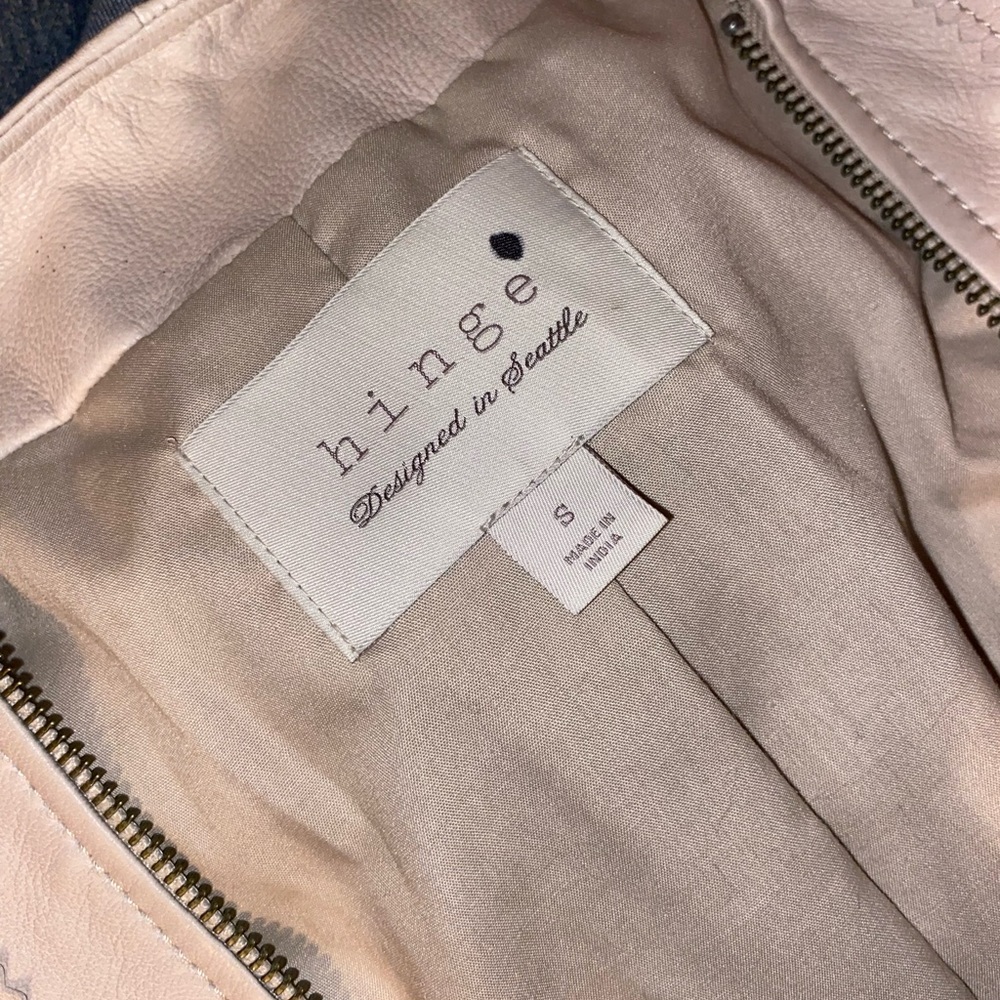 hinge
Designed in Seattle
S
MADE IN
INDIA